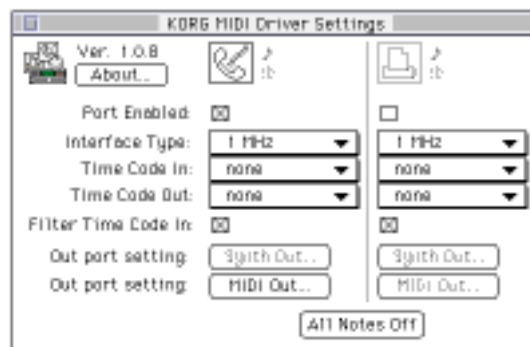 KORG MIDI Driver Settings
Ver. 1.0.8
About...
Port Enabled:
Interface Type: 1 MHz 1 MHz
Time Code In: none none
Time Code Out: none none
Filter Time Code In:
Out port setting: Synth Out... Synth Out...
Out port setting: MIDI Out... MIDI Out...
All Notes Off